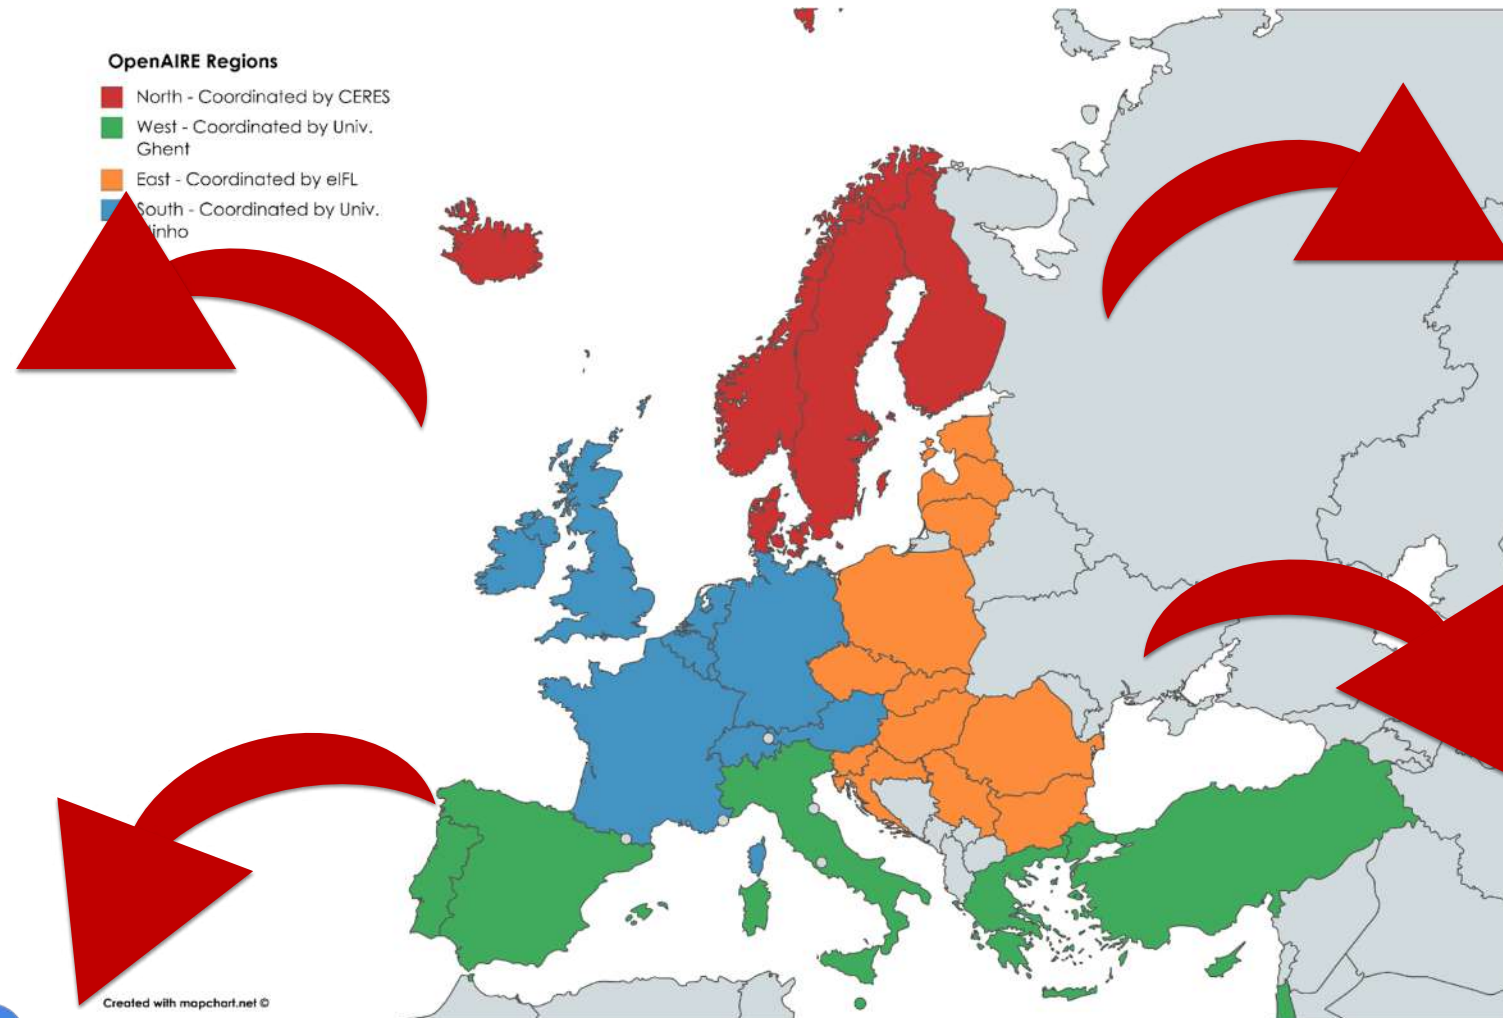 OpenAIRE Regions
North - Coordinated by CERES
West - Coordinated by Univ.
Ghent
East - Coordinated by eIFL
South - Coordinated by Univ.
Created with mapchart.net ©